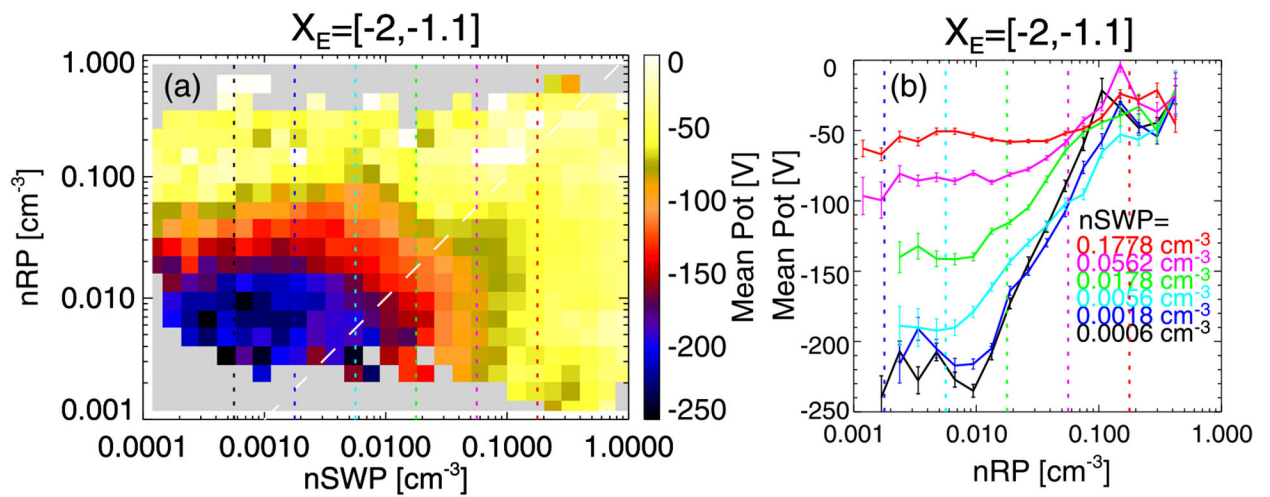 X_E=[-2,-1.1]
(a)
1.000
0.100
0.010
0.001
nRP [cm⁻³]
0.0001
0.0010
0.0100
0.1000
1.0000
nSWP [cm⁻³]
0
-50
-100
-150
-200
-250
Mean Pot [V]
X_E=[-2,-1.1]
(b)
0
-50
-100
-150
-200
-250
Mean Pot [V]
nSWP=
0.1778 cm⁻³
0.0562 cm⁻³
0.0178 cm⁻³
0.0056 cm⁻³
0.0018 cm⁻³
0.0006 cm⁻³
0.001
0.010
0.100
1.000
nRP [cm⁻³]